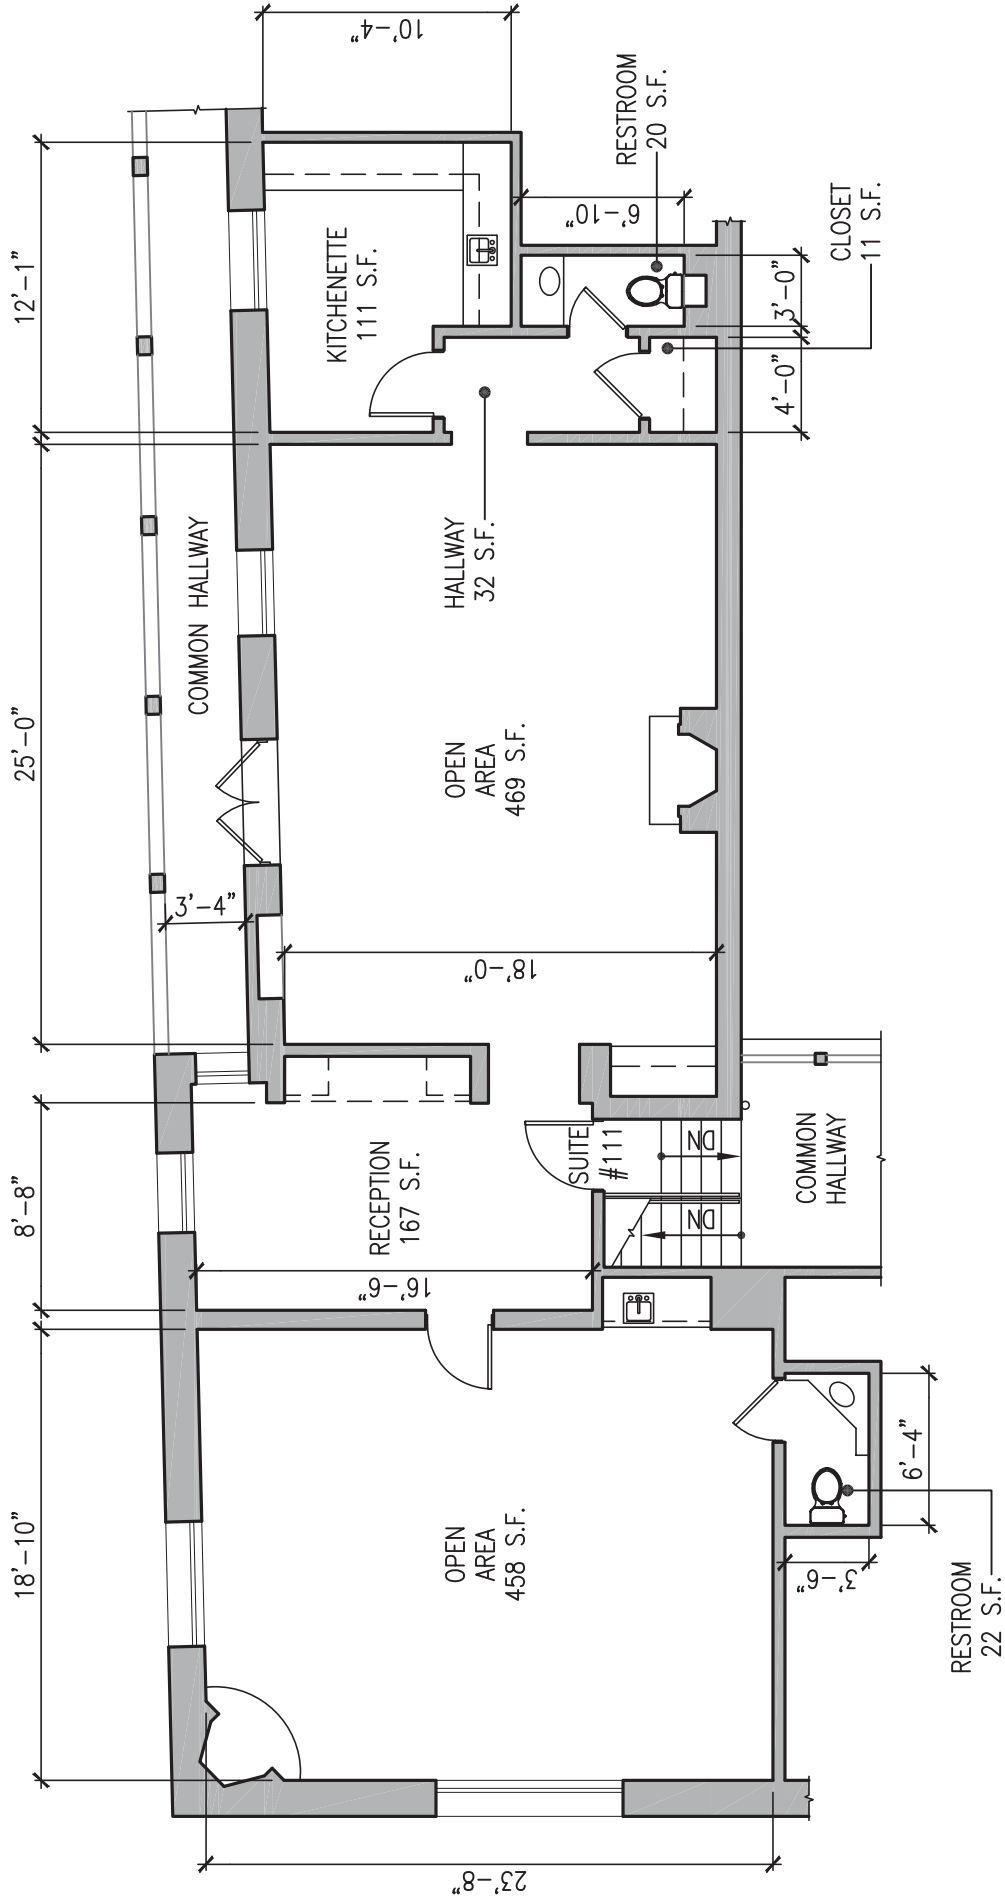 10'-4"
RESTROOM
20 S.F.
12'-1"
KITCHENETTE
111 S.F.
6'-10"
CLOSET
11 S.F.
3'-0"
4'-0"
COMMON HALLWAY
HALLWAY
32 S.F.
25'-0"
OPEN
AREA
469 S.F.
3'-4"
18'-0"
8'-8"
RECEPTION
167 S.F.
SUITE
#111
DN
DN
COMMON
HALLWAY
16'-6"
18'-10"
OPEN
AREA
458 S.F.
6'-4"
3'-6"
RESTROOM
22 S.F.
23'-8"